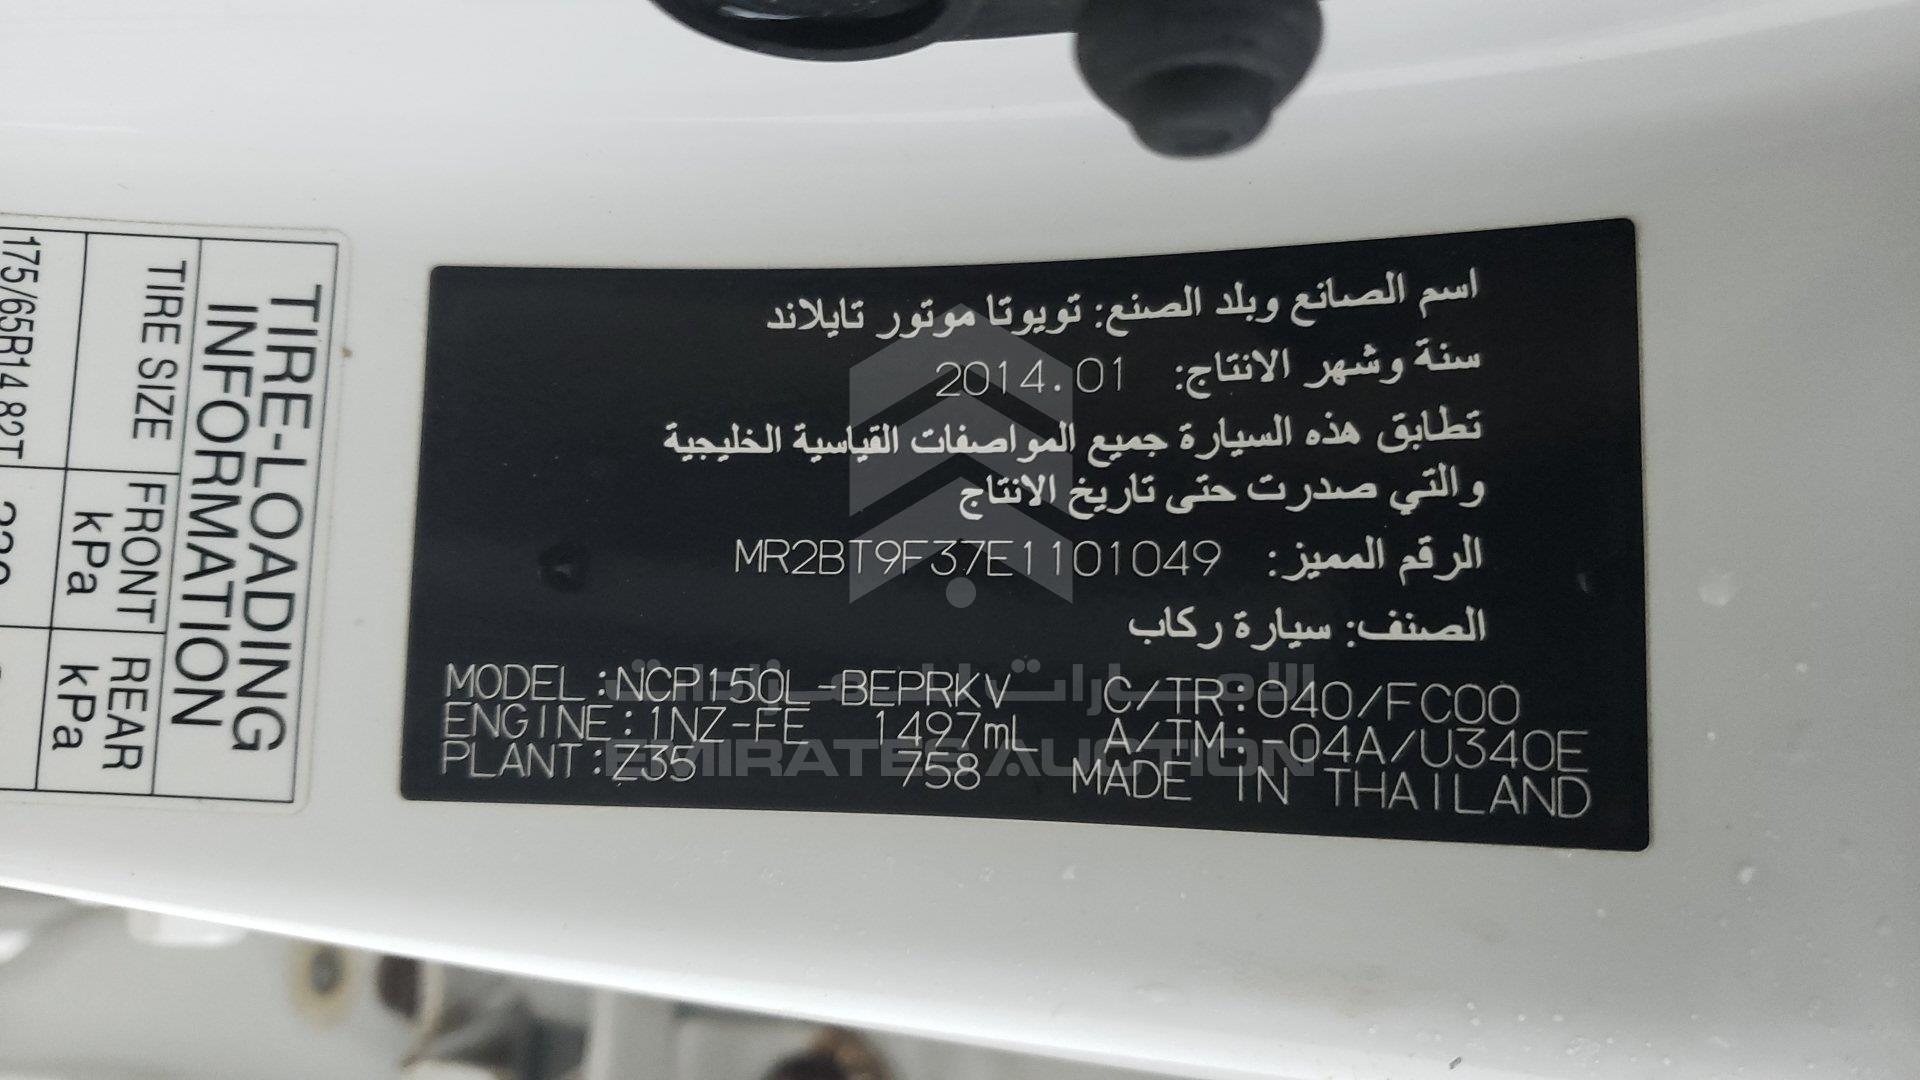 اسم الصانع وبلد الصنع: تويوتا موتور تايلاند
سنة وشهر الانتاج: 2014.01
تطابق هذه السيارة جميع المواصفات القياسية الخليجية
والتي صدرت حتى تاريخ الانتاج
الرقم المميز: MR2BT9F37E1101049
الصنف: سيارة ركاب
MODEL:NCP150L-BEPRKV C/TR:040/FC00
ENGINE:1NZ-FE 1497mL A/TM:-04A/U340E
PLANT:Z35 758 MADE IN THAILAND
الامارات للمزادات
EMIRATES AUCTION
TIRE-LOADING
INFORMATION
TIRE SIZE FRONT kPa REAR kPa
175/65R14 82T